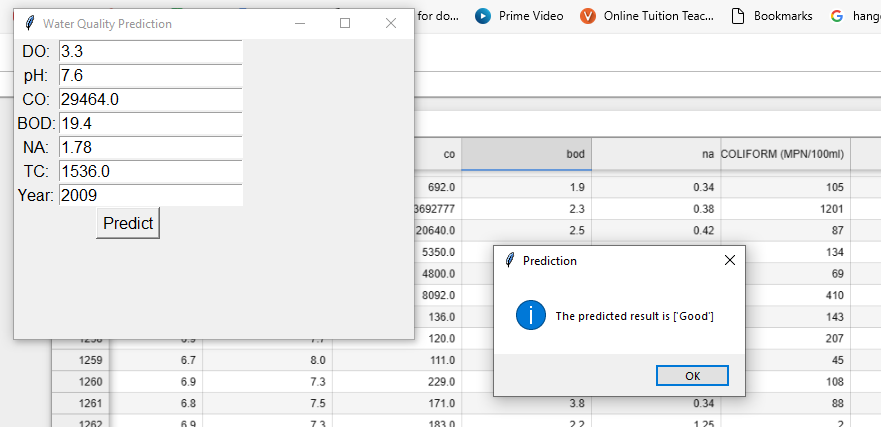 Water Quality Prediction
for do... Prime Video Online Tuition Teac... Bookmarks hang
DO: 3.3
pH: 7.6
CO: 29464.0
BOD: 19.4
NA: 1.78
TC: 1536.0
Year: 2009
Predict
co bod na COLIFORM (MPN/100ml)
692.0 1.9 0.34 105
3692777 2.3 0.38 1201
20640.0 2.5 0.42 87
5350.0 134
4800.0 69
8092.0 410
136.0 143
1258 6.9 7.7 120.0 207
1259 6.7 8.0 111.0 45
1260 6.9 7.3 229.0 108
1261 6.8 7.5 171.0 3.8 0.34 88
1262 6.9 7.3 183.0 2.2 1.25 2
Prediction
The predicted result is ['Good']
OK